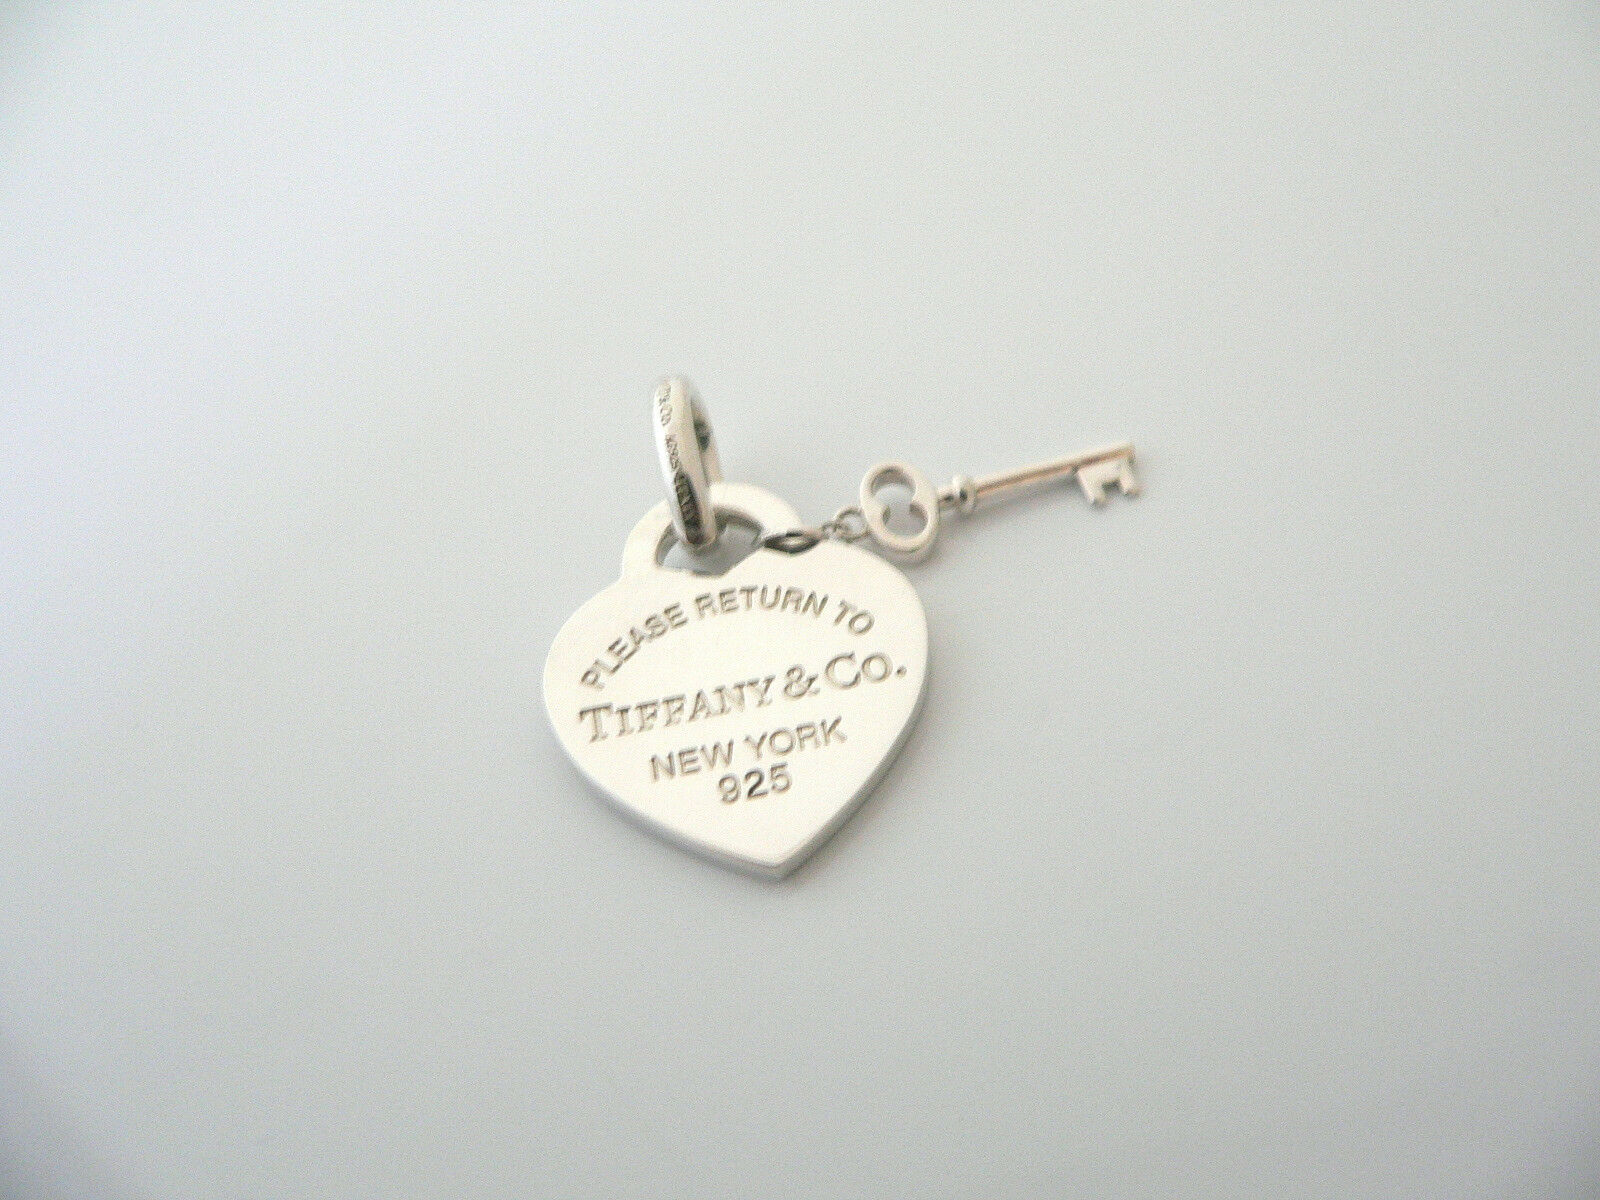 PLEASE RETURN TO
TIFFANY & CO.
NEW YORK
925